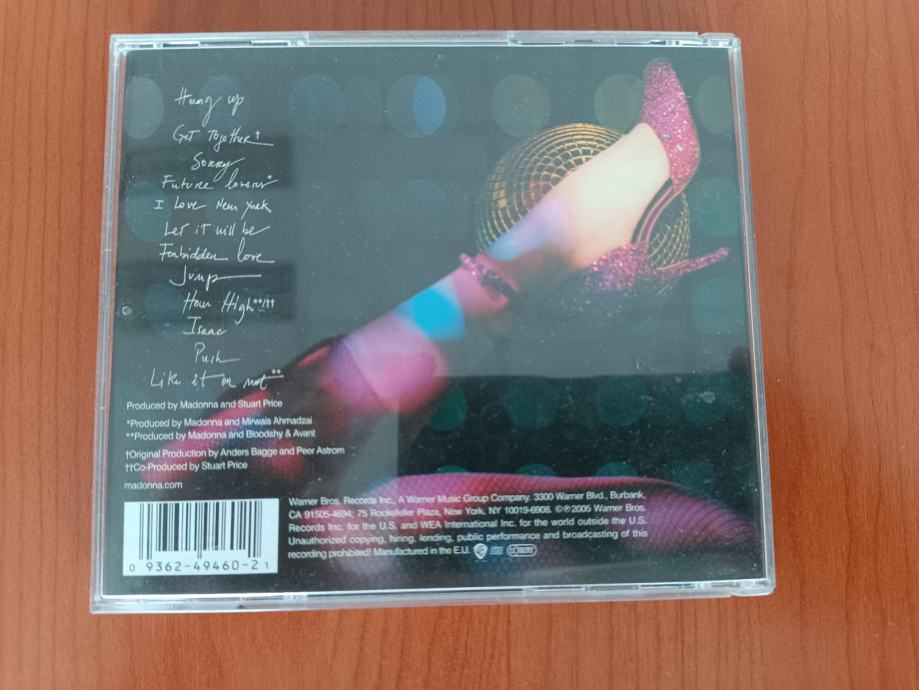 Hung up
Get Together†
Sorry
Future lovers*
I Love New York
Let it will be
Forbidden love
Jump
How High**/††
Isaac
Push
Like it or not**
Produced by Madonna and Stuart Price
*Produced by Madonna and Mirwais Ahmadzai
**Produced by Madonna and Bloodshy & Avant
†Original Production by Anders Bagge and Peer Astrom
††Co-Produced by Stuart Price
madonna.com
Warner Bros. Records Inc., A Warner Music Group Company. 3300 Warner Blvd., Burbank,
CA 91505-4694; 75 Rockefeller Plaza, New York, NY 10019-6908. ©℗2005 Warner Bros.
Records Inc. for the U.S. and WEA International Inc. for the world outside the U.S.
Unauthorized copying, hiring, lending, public performance and broadcasting of this
recording prohibited! Manufactured in the E.U.
0 9362-49460-2 1